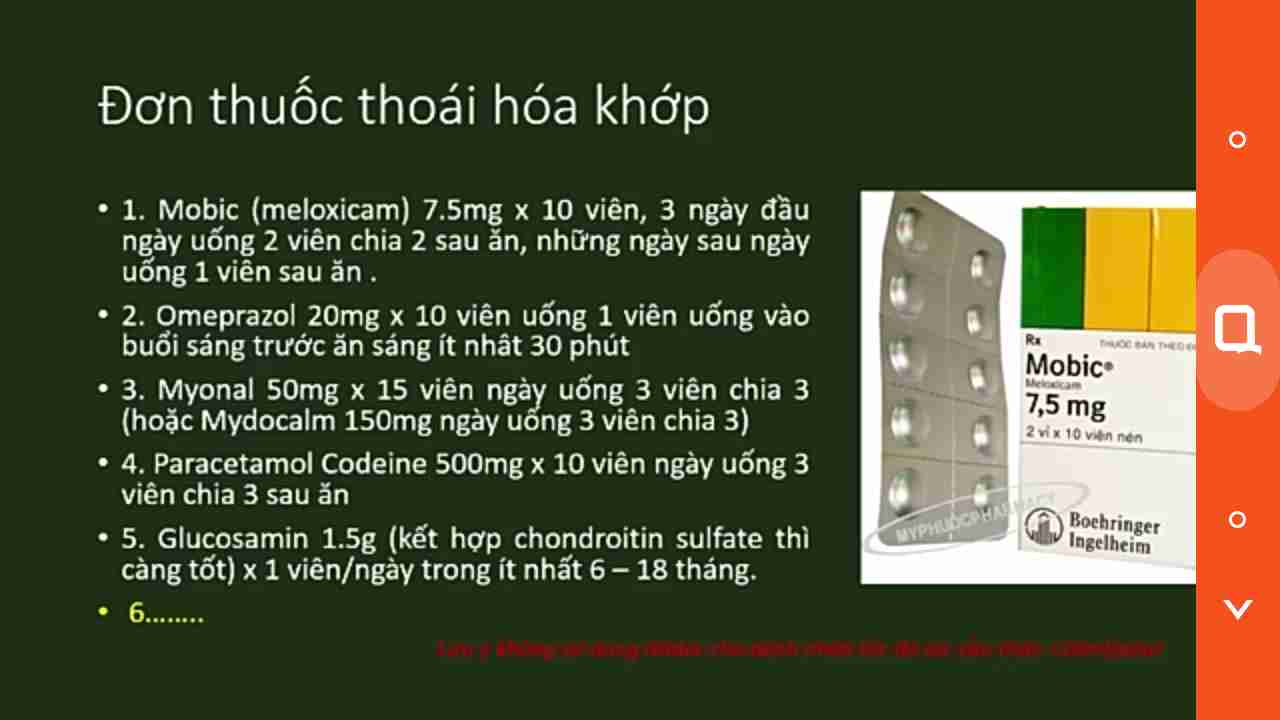 Đơn thuốc thoái hóa khớp
• 1. Mobic (meloxicam) 7.5mg x 10 viên, 3 ngày đầu
ngày uống 2 viên chia 2 sau ăn, những ngày sau ngày
uống 1 viên sau ăn .
• 2. Omeprazol 20mg x 10 viên uống 1 viên uống vào
buổi sáng trước ăn sáng ít nhât 30 phút
• 3. Myonal 50mg x 15 viên ngày uống 3 viên chia 3
(hoặc Mydocalm 150mg ngày uống 3 viên chia 3)
• 4. Paracetamol Codeine 500mg x 10 viên ngày uống 3
viên chia 3 sau ăn
• 5. Glucosamin 1.5g (kết hợp chondroitin sulfate thì
càng tốt) x 1 viên/ngày trong ít nhất 6 – 18 tháng.
• 6........
Rx
THUỐC BÁN THEO
Mobic®
Meloxicam
7,5 mg
2 vỉ x 10 viên nén
MYPHUOCPHARMACY
Boehringer
Ingelheim
Lưu ý không sử dụng